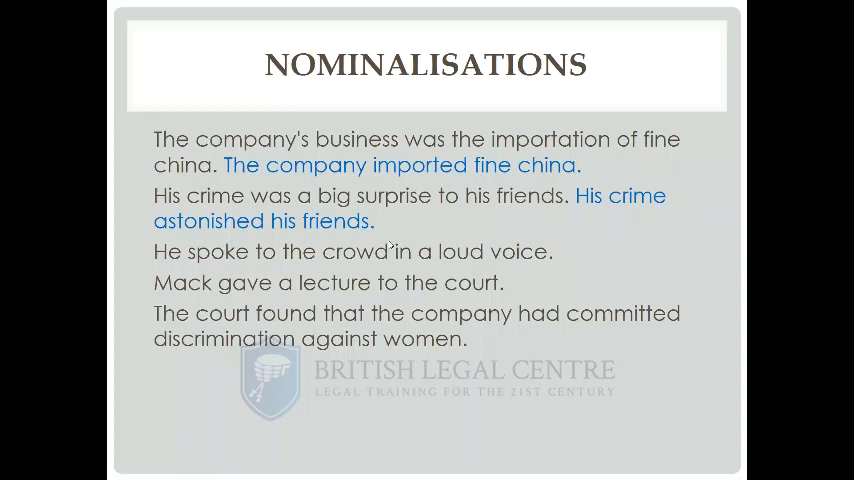 NOMINALISATIONS
The company's business was the importation of fine
china. The company imported fine china.
His crime was a big surprise to his friends. His crime
astonished his friends.
He spoke to the crowd in a loud voice.
Mack gave a lecture to the court.
The court found that the company had committed
discrimination against women.
BRITISH LEGAL CENTRE
LEGAL TRAINING FOR THE 21ST CENTURY